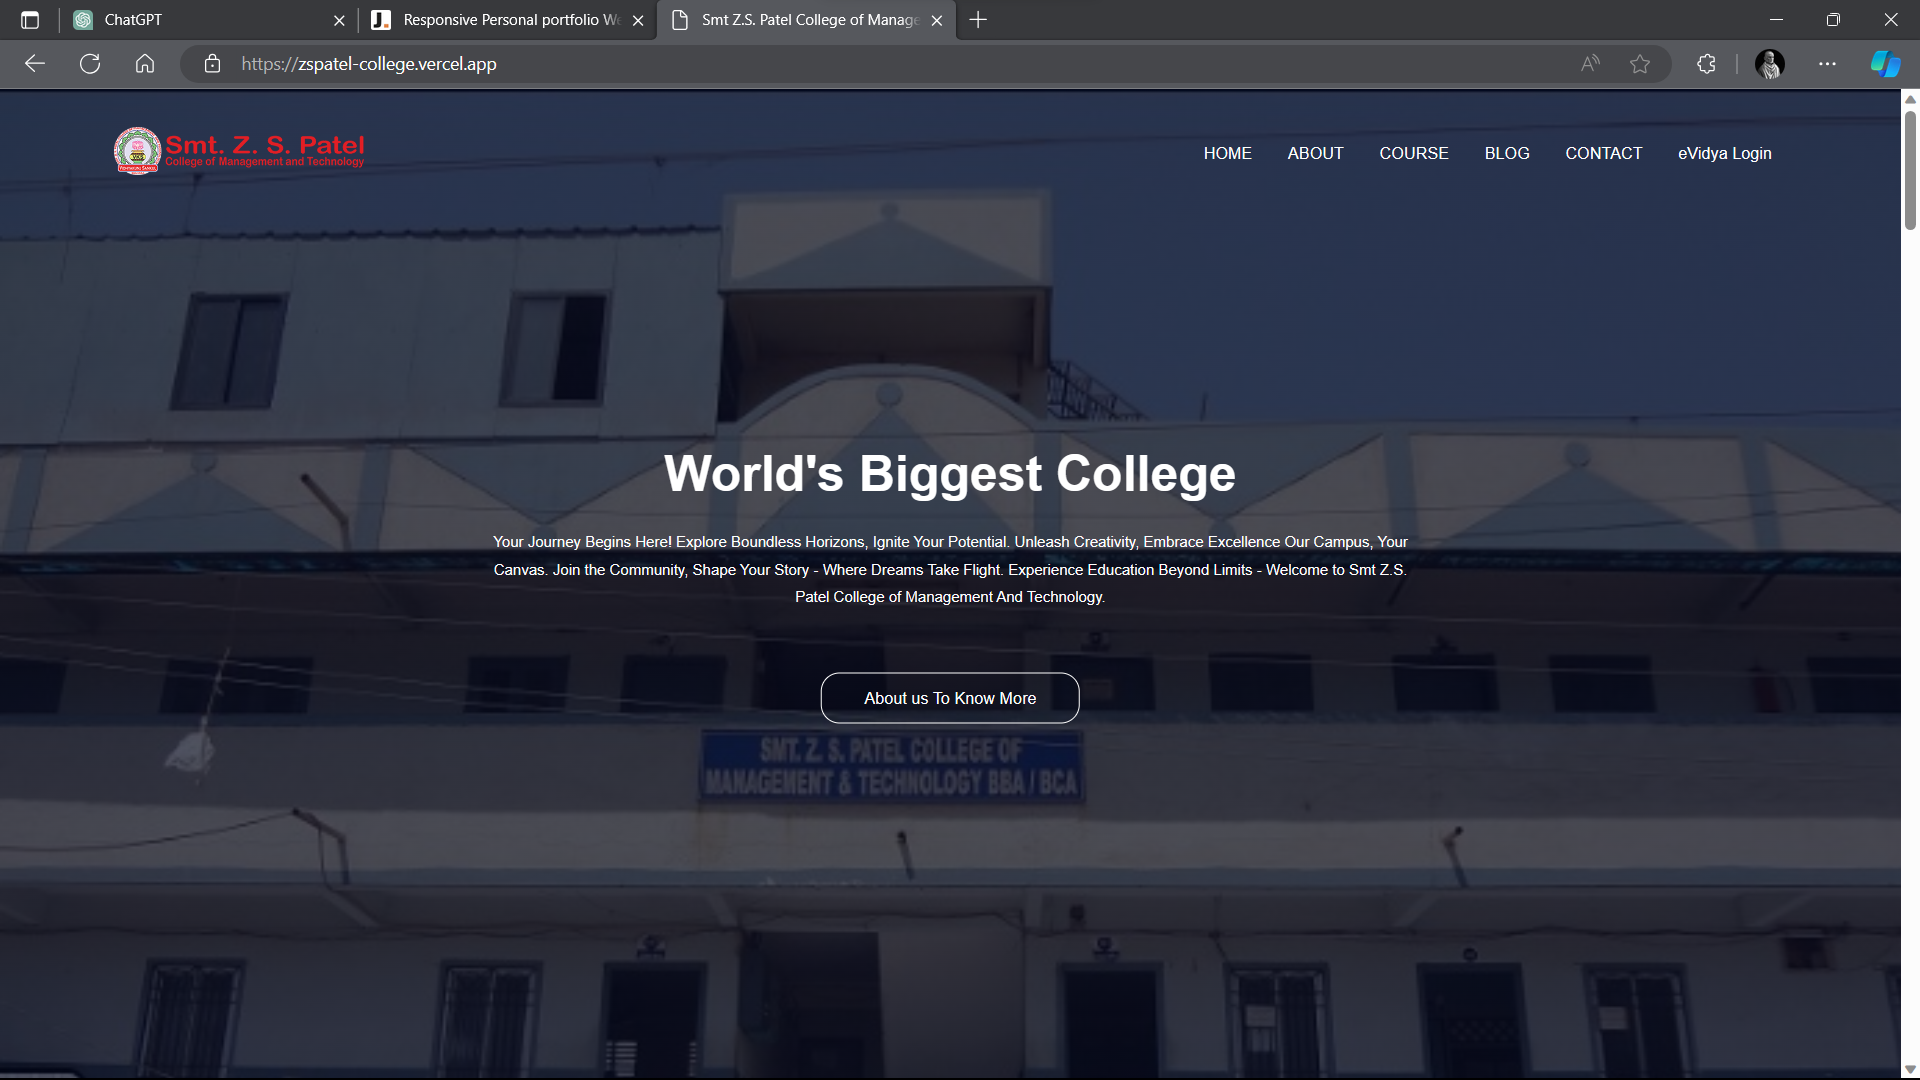 ChatGPT
Responsive Personal portfolio We
Smt Z.S. Patel College of Manage
https://zspatel-college.vercel.app
Smt. Z. S. Patel
College of Management and Technology
HOME
ABOUT
COURSE
BLOG
CONTACT
eVidya Login
World's Biggest College
Your Journey Begins Here! Explore Boundless Horizons, Ignite Your Potential. Unleash Creativity, Embrace Excellence Our Campus, Your
Canvas. Join the Community, Shape Your Story - Where Dreams Take Flight. Experience Education Beyond Limits - Welcome to Smt Z.S.
Patel College of Management And Technology.
About us To Know More
SMT. Z. S. PATEL COLLEGE OF
MANAGEMENT & TECHNOLOGY BBA / BCA